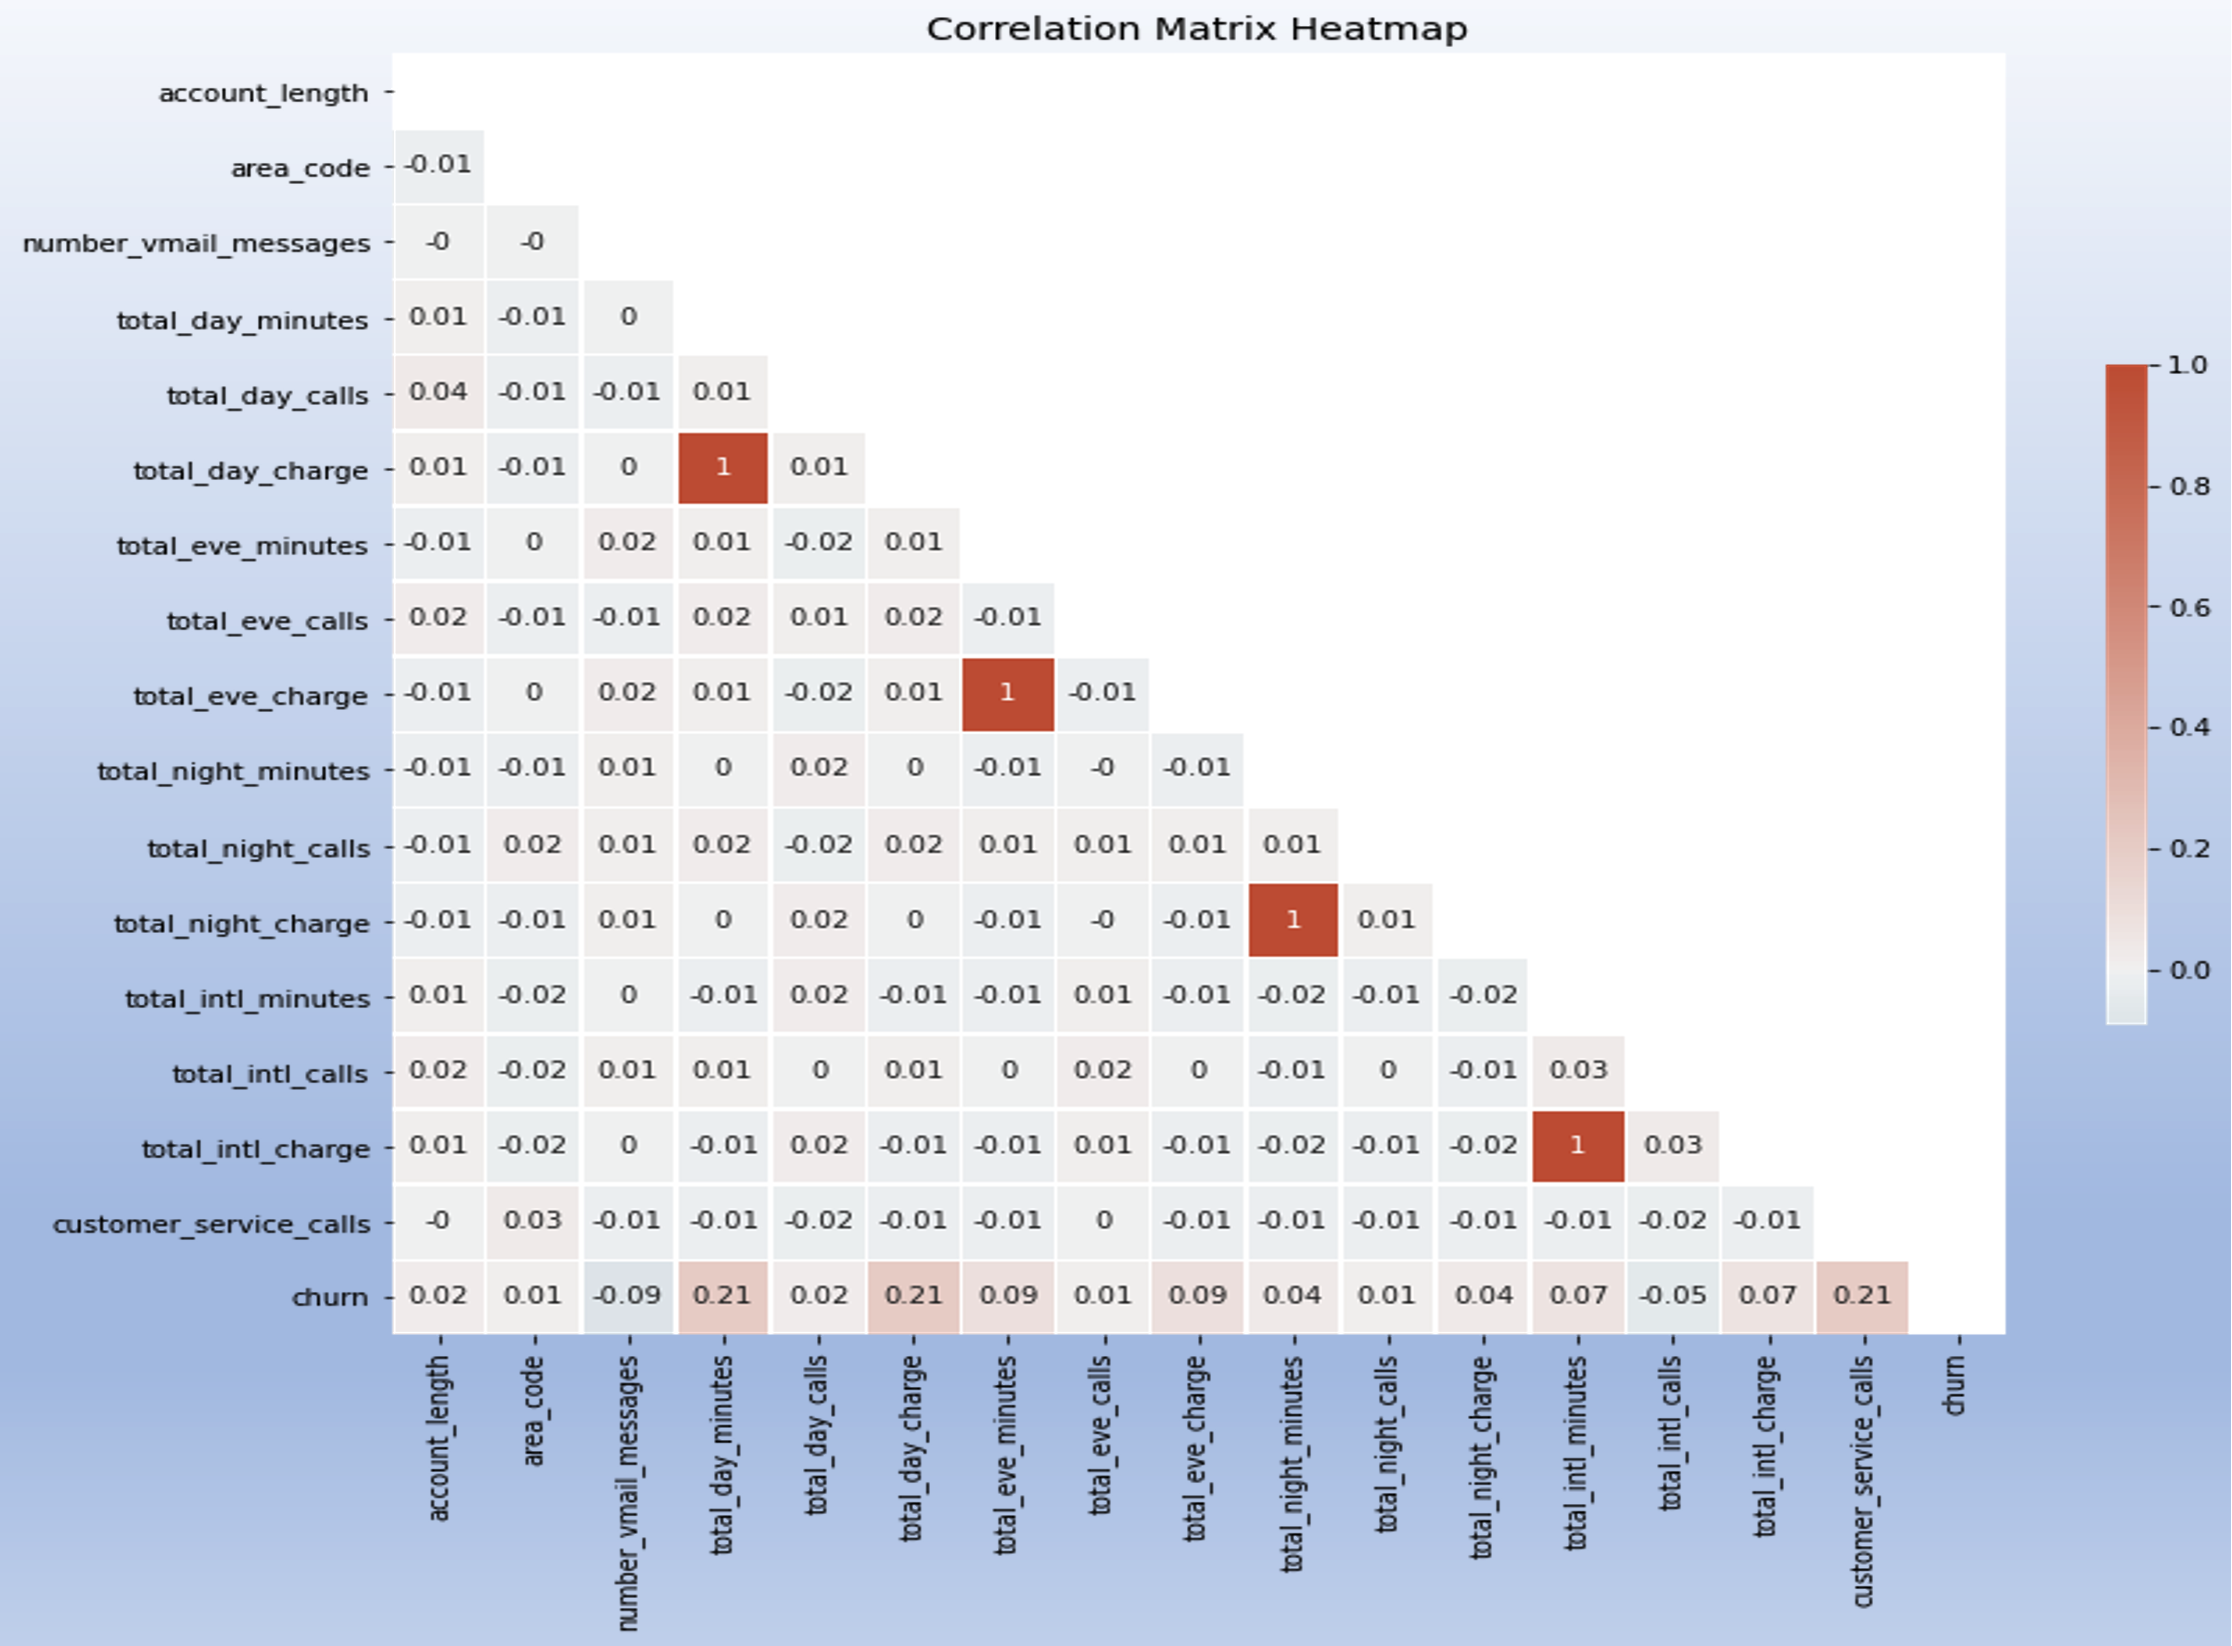 Correlation Matrix Heatmap
account_length
area_code -0.01
number_vmail_messages -0 -0
total_day_minutes 0.01 -0.01 0
total_day_calls 0.04 -0.01 -0.01 0.01
total_day_charge 0.01 -0.01 0 1 0.01
total_eve_minutes -0.01 0 0.02 0.01 -0.02 0.01
total_eve_calls 0.02 -0.01 -0.01 0.02 0.01 0.02 -0.01
total_eve_charge -0.01 0 0.02 0.01 -0.02 0.01 1 -0.01
total_night_minutes -0.01 -0.01 0.01 0 0.02 0 -0.01 -0 -0.01
total_night_calls -0.01 0.02 0.01 0.02 -0.02 0.02 0.01 0.01 0.01 0.01
total_night_charge -0.01 -0.01 0.01 0 0.02 0 -0.01 -0 -0.01 1 0.01
total_intl_minutes 0.01 -0.02 0 -0.01 0.02 -0.01 -0.01 0.01 -0.01 -0.02 -0.01 -0.02
total_intl_calls 0.02 -0.02 0.01 0.01 0 0.01 0 0.02 0 -0.01 0 -0.01 0.03
total_intl_charge 0.01 -0.02 0 -0.01 0.02 -0.01 -0.01 0.01 -0.01 -0.02 -0.01 -0.02 1 0.03
customer_service_calls -0 0.03 -0.01 -0.01 -0.02 -0.01 -0.01 0 -0.01 -0.01 -0.01 -0.01 -0.01 -0.02 -0.01
churn 0.02 0.01 -0.09 0.21 0.02 0.21 0.09 0.01 0.09 0.04 0.01 0.04 0.07 -0.05 0.07 0.21
account_length
area_code
number_vmail_messages
total_day_minutes
total_day_calls
total_day_charge
total_eve_minutes
total_eve_calls
total_eve_charge
total_night_minutes
total_night_calls
total_night_charge
total_intl_minutes
total_intl_calls
total_intl_charge
customer_service_calls
churn
1.0
0.8
0.6
0.4
0.2
0.0